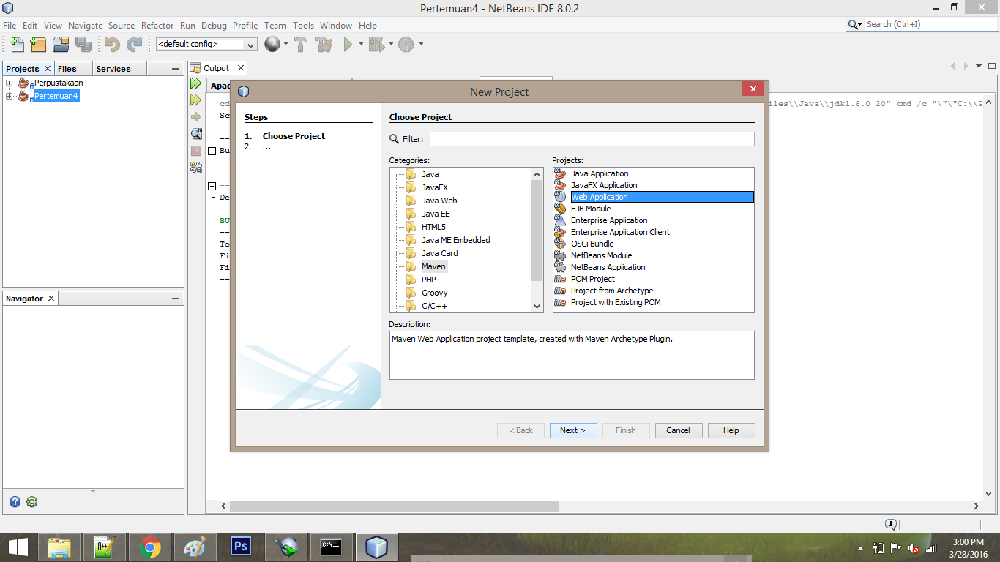 Pertemuan4 - NetBeans IDE 8.0.2
File Edit View Navigate Source Refactor Run Debug Profile Team Tools Window Help
Search (Ctrl+I)
<default config>
Projects Files Services
Output
Perpustakaan
Pertemuan4
Apac
cd
iles\\Java\\jdk1.8.0_20" cmd /c "\"\"C:\\P
Sc
--
Bu
--
--
De
--
BU
--
To
Fi
Fi
--
Navigator
New Project
Steps
1. Choose Project
2. ...
Choose Project
Filter:
Categories:
Java
JavaFX
Java Web
Java EE
HTML5
Java ME Embedded
Java Card
Maven
PHP
Groovy
C/C++
Projects:
Java Application
JavaFX Application
Web Application
EJB Module
Enterprise Application
Enterprise Application Client
OSGi Bundle
NetBeans Module
NetBeans Application
POM Project
Project from Archetype
Project with Existing POM
Description:
Maven Web Application project template, created with Maven Archetype Plugin.
< Back Next > Finish Cancel Help
1
Ps
C:\
3:00 PM
3/28/2016